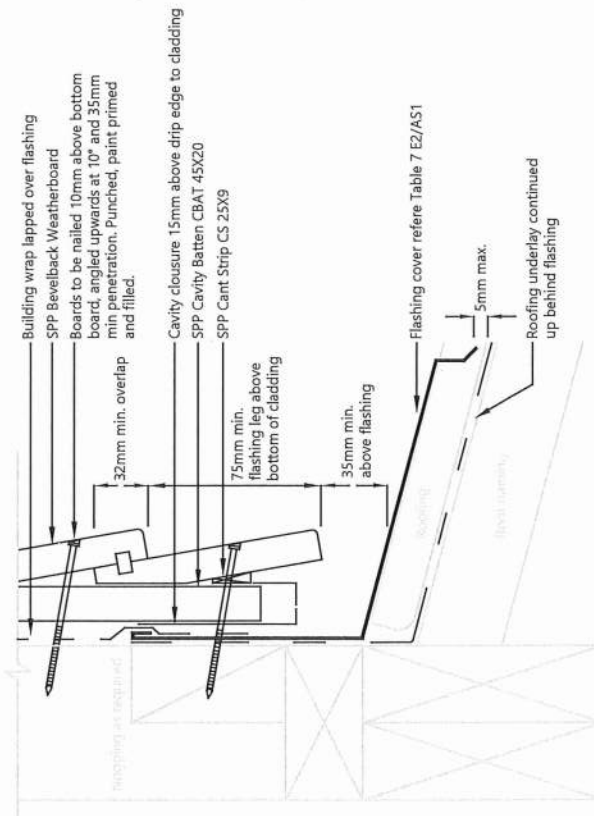 Building wrap lapped over flashing
SPP Bevelback Weatherboard
Boards to be nailed 10mm above bottom
board, angled upwards at 10° and 35mm
min penetration. Punched, paint primed
and filled.
32mm min. overlap
Cavity clousure 15mm above drip edge to cladding
SPP Cavity Batten CBAT 45X20
SPP Cant Strip CS 25X9
75mm min.
flashing leg above
bottom of cladding
35mm min.
above flashing
Flashing cover refere Table 7 E2/AS1
5mm max.
Roofing underlay continued
up behind flashing
Roofing